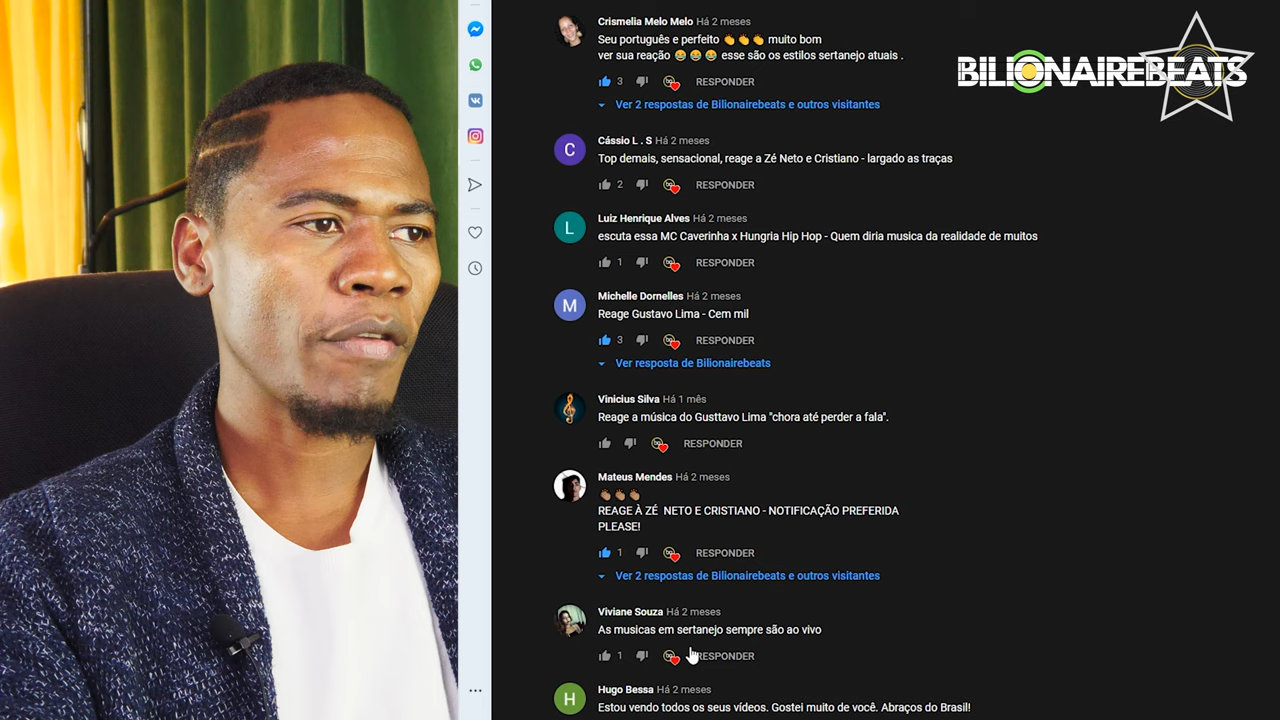 BILIONAIREBEATS
Crismelia Melo Melo Há 2 meses
Seu português e perfeito 👏👏👏 muito bom
ver sua reação 😂😂😂 esse são os estilos sertanejo atuais .
3 RESPONDER
Ver 2 respostas de Bilionairebeats e outros visitantes
C
Cássio L . S Há 2 meses
Top demais, sensacional, reage a Zé Neto e Cristiano - largado as traças
2 RESPONDER
L
Luiz Henrique Alves Há 2 meses
escuta essa MC Caverinha x Hungria Hip Hop - Quem diria musica da realidade de muitos
1 RESPONDER
M
Michelle Dornelles Há 2 meses
Reage Gustavo Lima - Cem mil
3 RESPONDER
Ver resposta de Bilionairebeats
Vinicius Silva Há 1 mês
Reage a música do Gusttavo Lima "chora até perder a fala".
RESPONDER
Mateus Mendes Há 2 meses
👏🏽👏🏽👏🏽
REAGE À ZÉ NETO E CRISTIANO - NOTIFICAÇÃO PREFERIDA
PLEASE!
1 RESPONDER
Ver 2 respostas de Bilionairebeats e outros visitantes
Viviane Souza Há 2 meses
As musicas em sertanejo sempre são ao vivo
1 RESPONDER
H
Hugo Bessa Há 2 meses
Estou vendo todos os seus vídeos. Gostei muito de você. Abraços do Brasil!